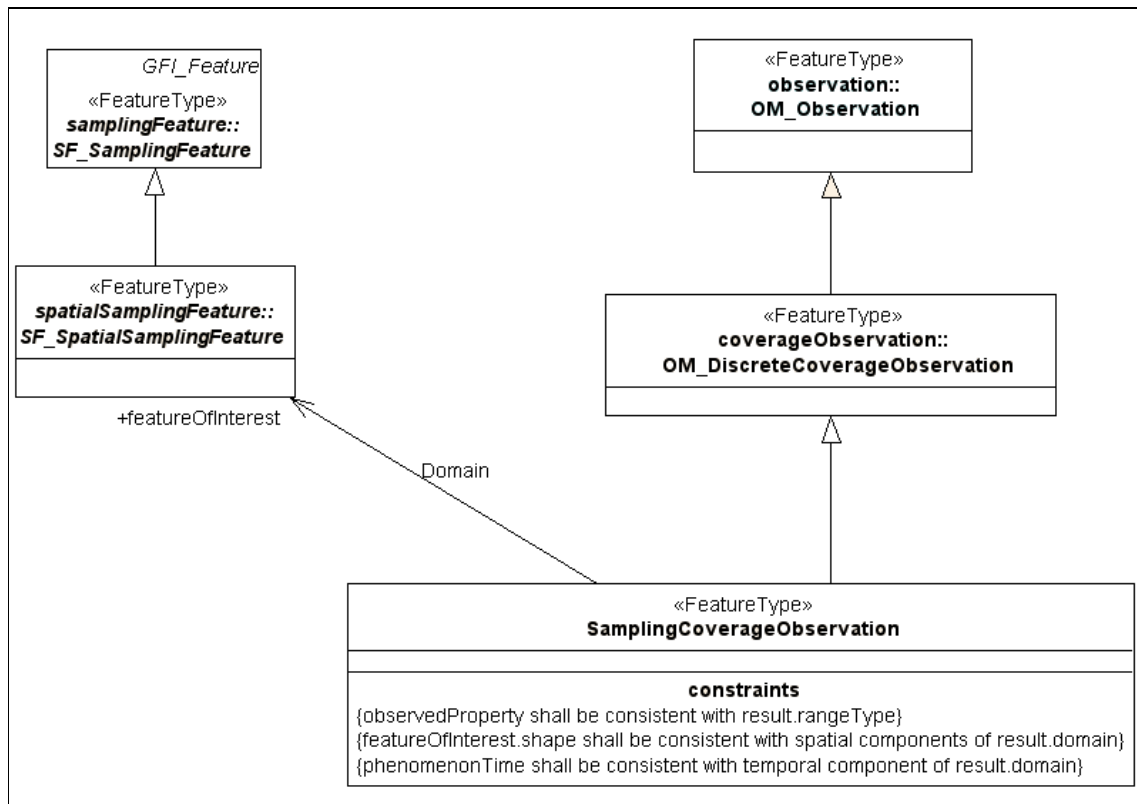 GFI_Feature
«FeatureType»
samplingFeature::
SF_SamplingFeature
«FeatureType»
observation::
OM_Observation
«FeatureType»
spatialSamplingFeature::
SF_SpatialSamplingFeature
«FeatureType»
coverageObservation::
OM_DiscreteCoverageObservation
+featureOfInterest
Domain
«FeatureType»
SamplingCoverageObservation
constraints
{observedProperty shall be consistent with result.rangeType}
{featureOfInterest.shape shall be consistent with spatial components of result.domain}
{phenomenonTime shall be consistent with temporal component of result.domain}